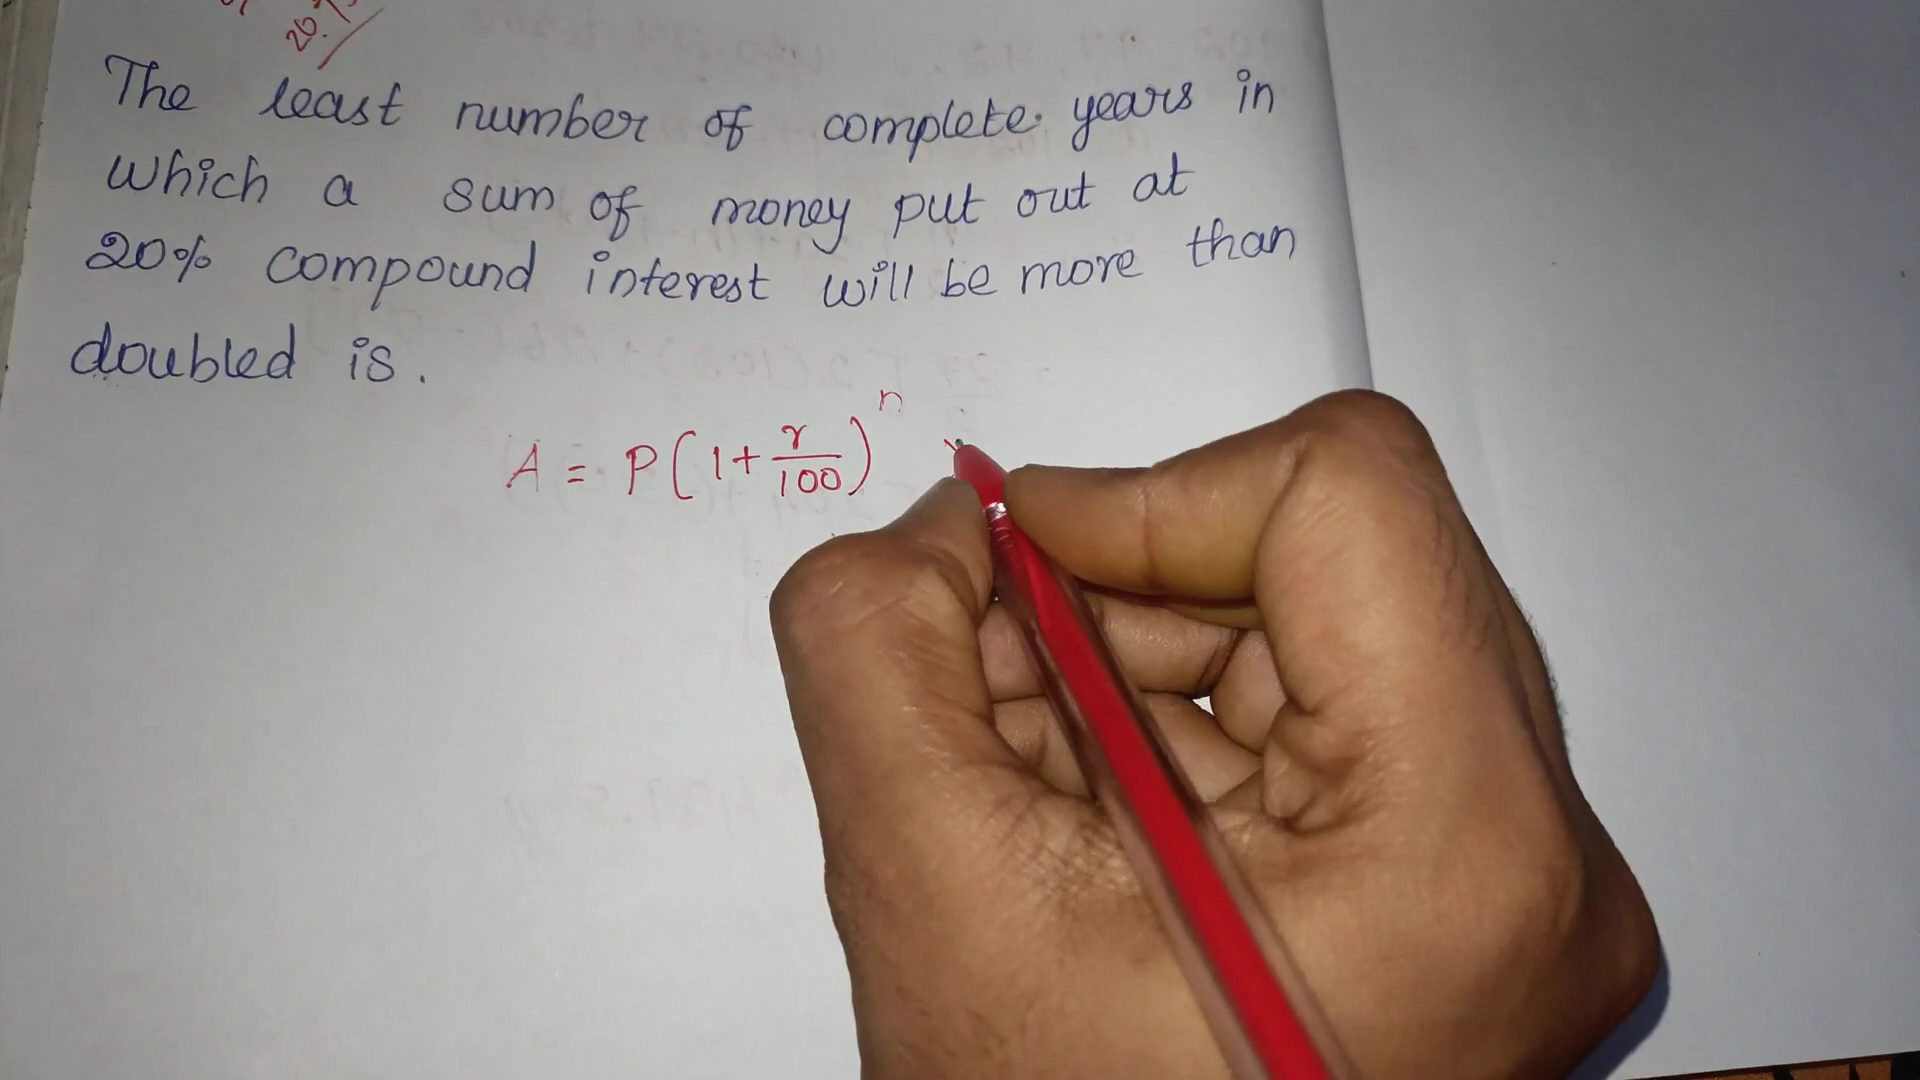 The least number of complete years in
which a sum of money put out at
20% compound interest will be more than
doubled is.
A = P(1+r/100)^n